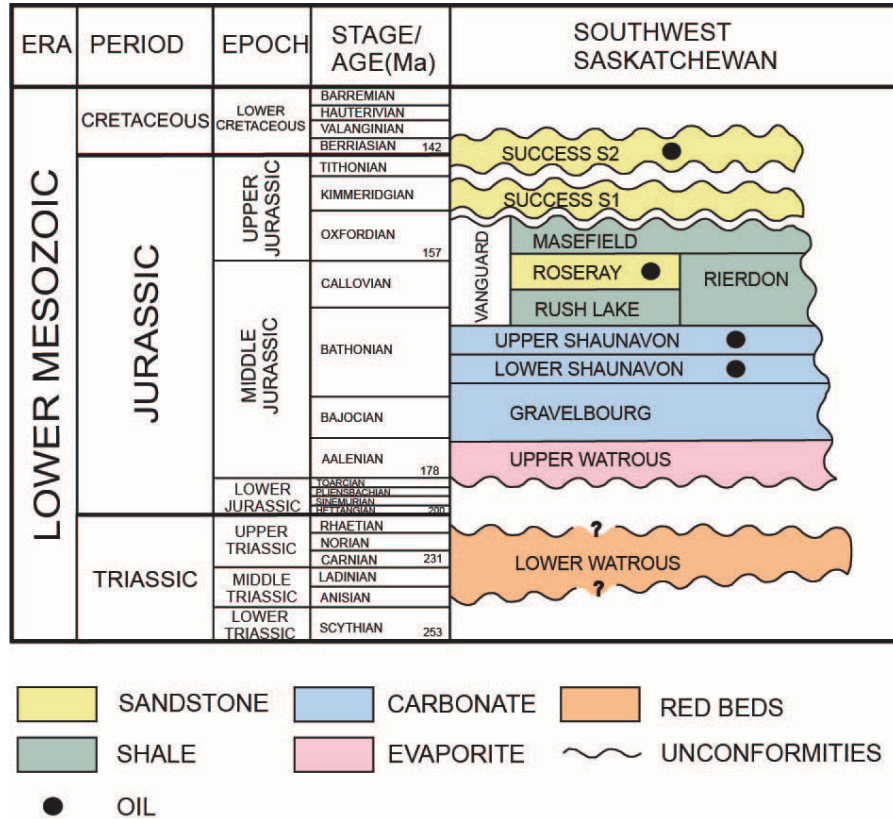 ERA
PERIOD
EPOCH
STAGE/
AGE(Ma)
SOUTHWEST
SASKATCHEWAN
LOWER MESOZOIC
CRETACEOUS
LOWER
CRETACEOUS
BARREMIAN
HAUTERIVIAN
VALANGINIAN
BERRIASIAN 142
SUCCESS S2
JURASSIC
UPPER
JURASSIC
TITHONIAN
KIMMERIDGIAN
SUCCESS S1
OXFORDIAN
157
VANGUARD
MASEFIELD
MIDDLE
JURASSIC
CALLOVIAN
ROSERAY
RIERDON
RUSH LAKE
BATHONIAN
UPPER SHAUNAVON
LOWER SHAUNAVON
BAJOCIAN
GRAVELBOURG
AALENIAN
178
UPPER WATROUS
LOWER
JURASSIC
TOARCIAN
PLIENSBACHIAN
SINEMURIAN
HETTANGIAN 200
TRIASSIC
UPPER
TRIASSIC
RHAETIAN
NORIAN
CARNIAN 231
?
LOWER WATROUS
?
MIDDLE
TRIASSIC
LADINIAN
ANISIAN
LOWER
TRIASSIC
SCYTHIAN 253
SANDSTONE
CARBONATE
RED BEDS
SHALE
EVAPORITE
UNCONFORMITIES
OIL